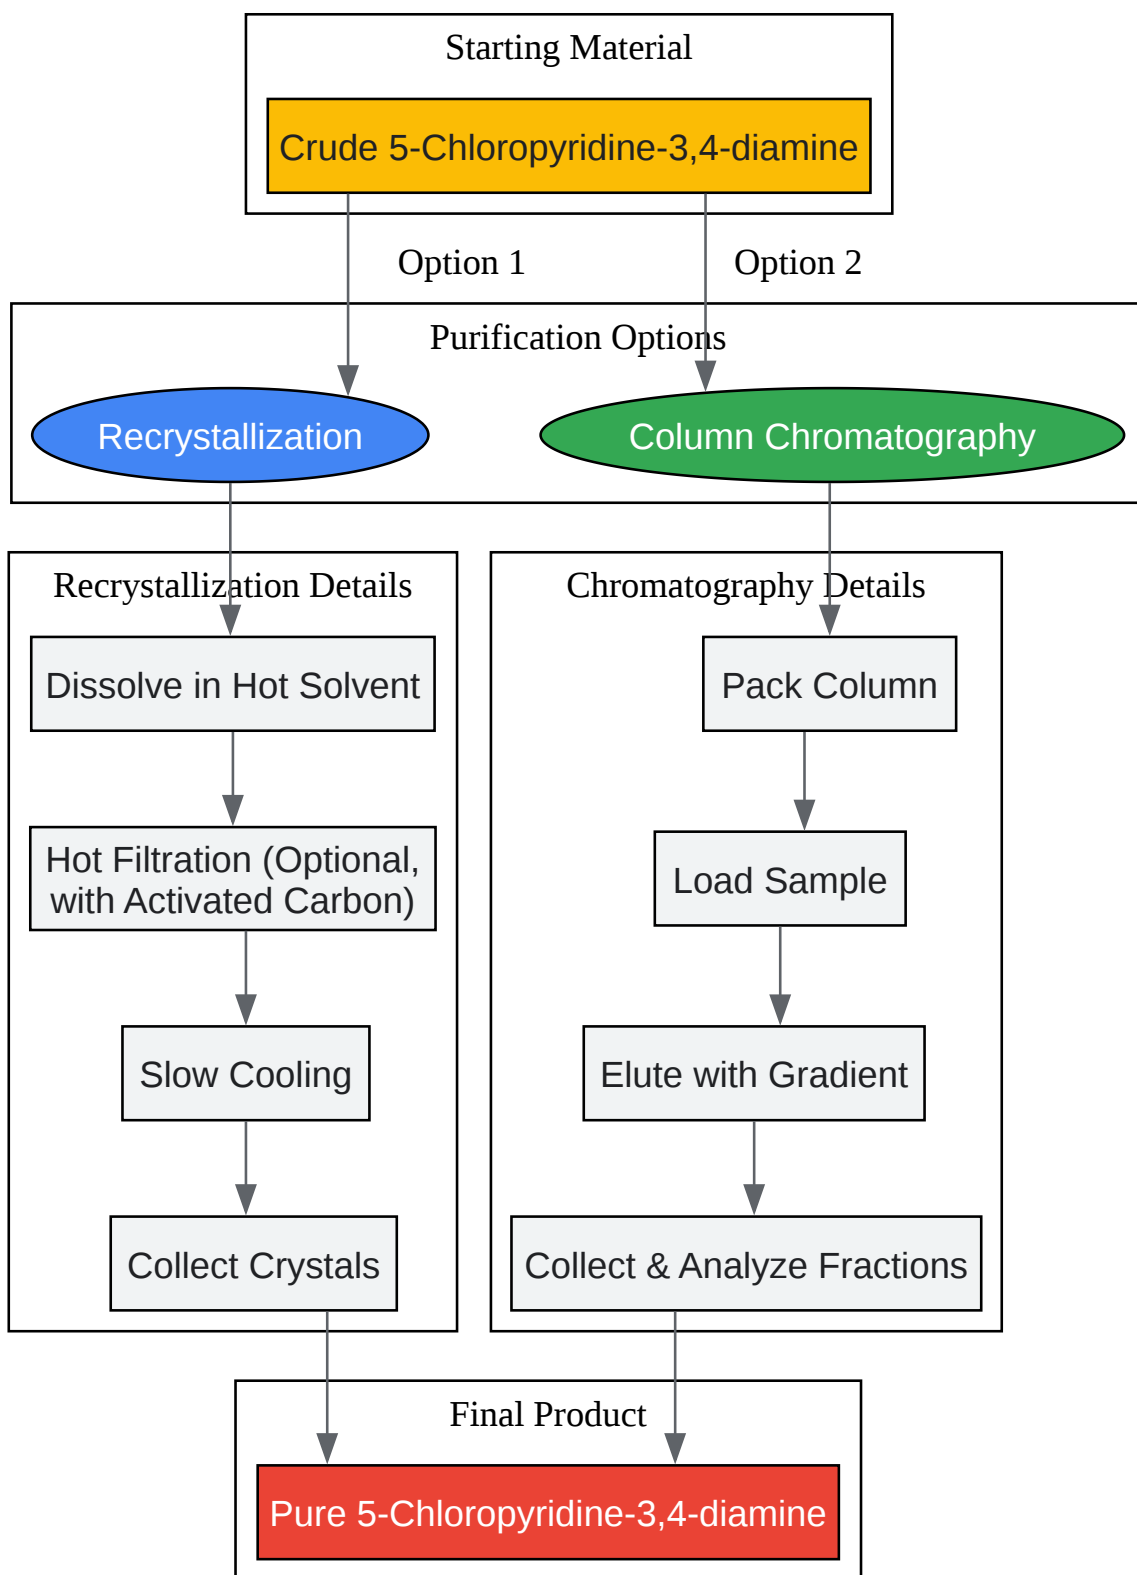 Starting Material
Crude 5-Chloropyridine-3,4-diamine
Option 1
Option 2
Purification Options
Recrystallization
Column Chromatography
Recrystallization Details
Dissolve in Hot Solvent
Hot Filtration (Optional,
with Activated Carbon)
Slow Cooling
Collect Crystals
Chromatography Details
Pack Column
Load Sample
Elute with Gradient
Collect & Analyze Fractions
Final Product
Pure 5-Chloropyridine-3,4-diamine